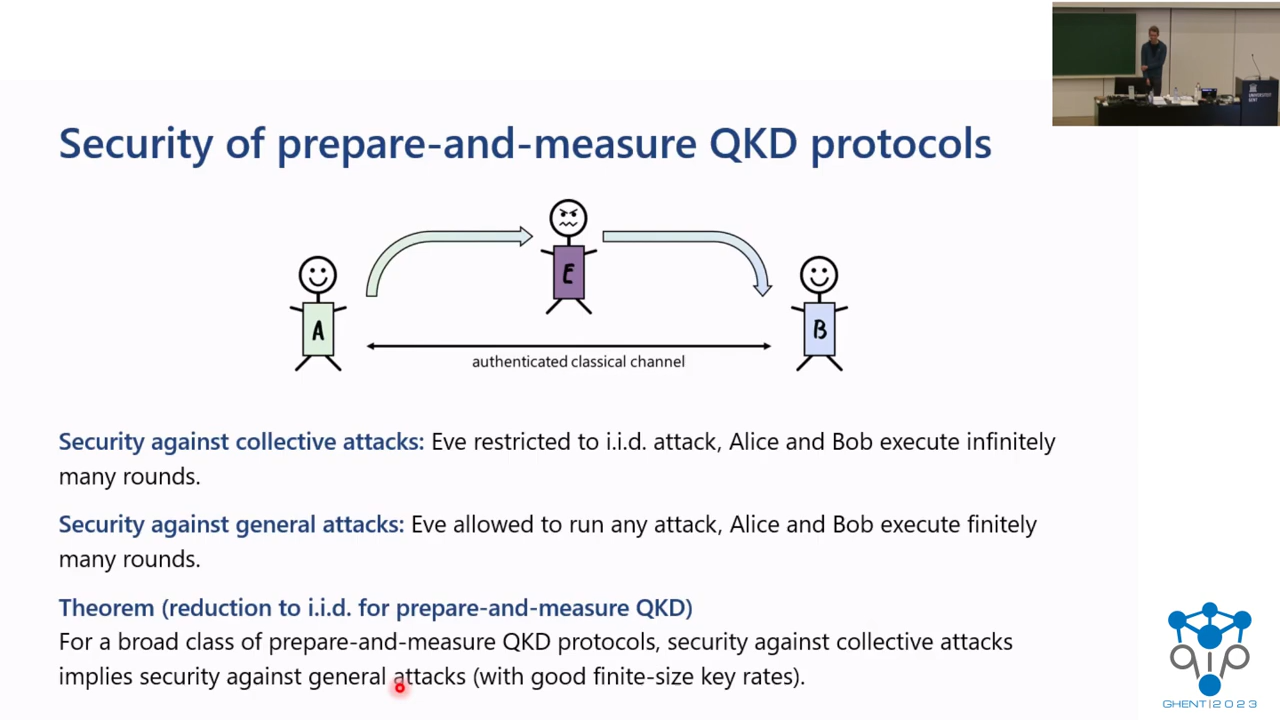 Security of prepare-and-measure QKD protocols
E
A
B
authenticated classical channel
Security against collective attacks: Eve restricted to i.i.d. attack, Alice and Bob execute infinitely
many rounds.
Security against general attacks: Eve allowed to run any attack, Alice and Bob execute finitely
many rounds.
Theorem (reduction to i.i.d. for prepare-and-measure QKD)
For a broad class of prepare-and-measure QKD protocols, security against collective attacks
implies security against general attacks (with good finite-size key rates).
qip
GHENT|2023